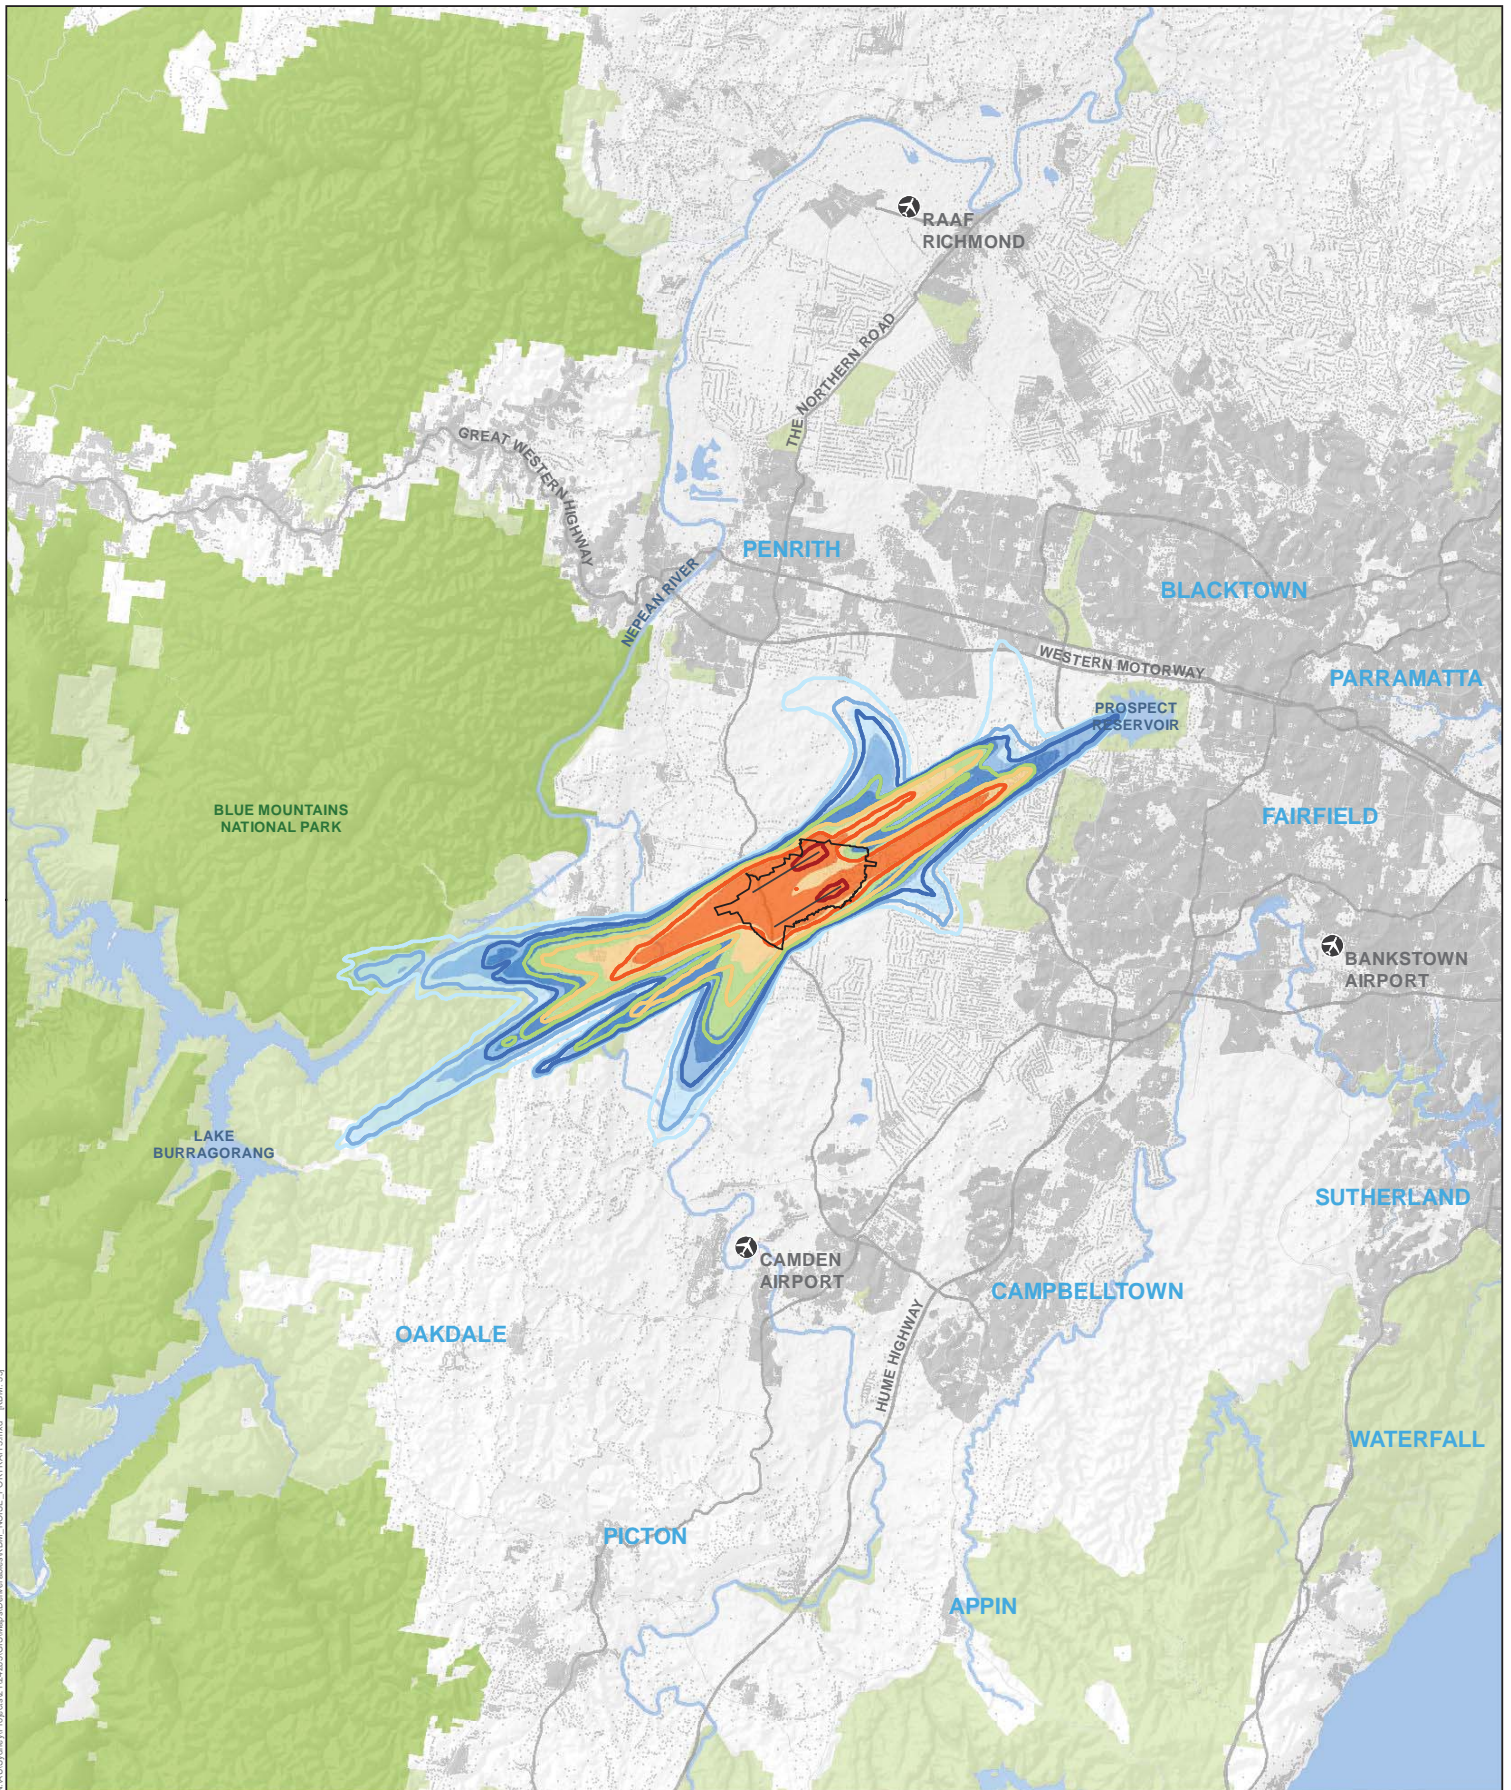 RAAF
RICHMOND
THE NORTHERN ROAD
GREAT WESTERN HIGHWAY
PENRITH
NEPEAN RIVER
BLACKTOWN
WESTERN MOTORWAY
PARRAMATTA
PROSPECT
RESERVOIR
BLUE MOUNTAINS
NATIONAL PARK
FAIRFIELD
BANKSTOWN
AIRPORT
LAKE
BURRAGORANG
SUTHERLAND
CAMDEN
AIRPORT
CAMPBELLTOWN
OAKDALE
HUME HIGHWAY
WATERFALL
PICTON
APPIN